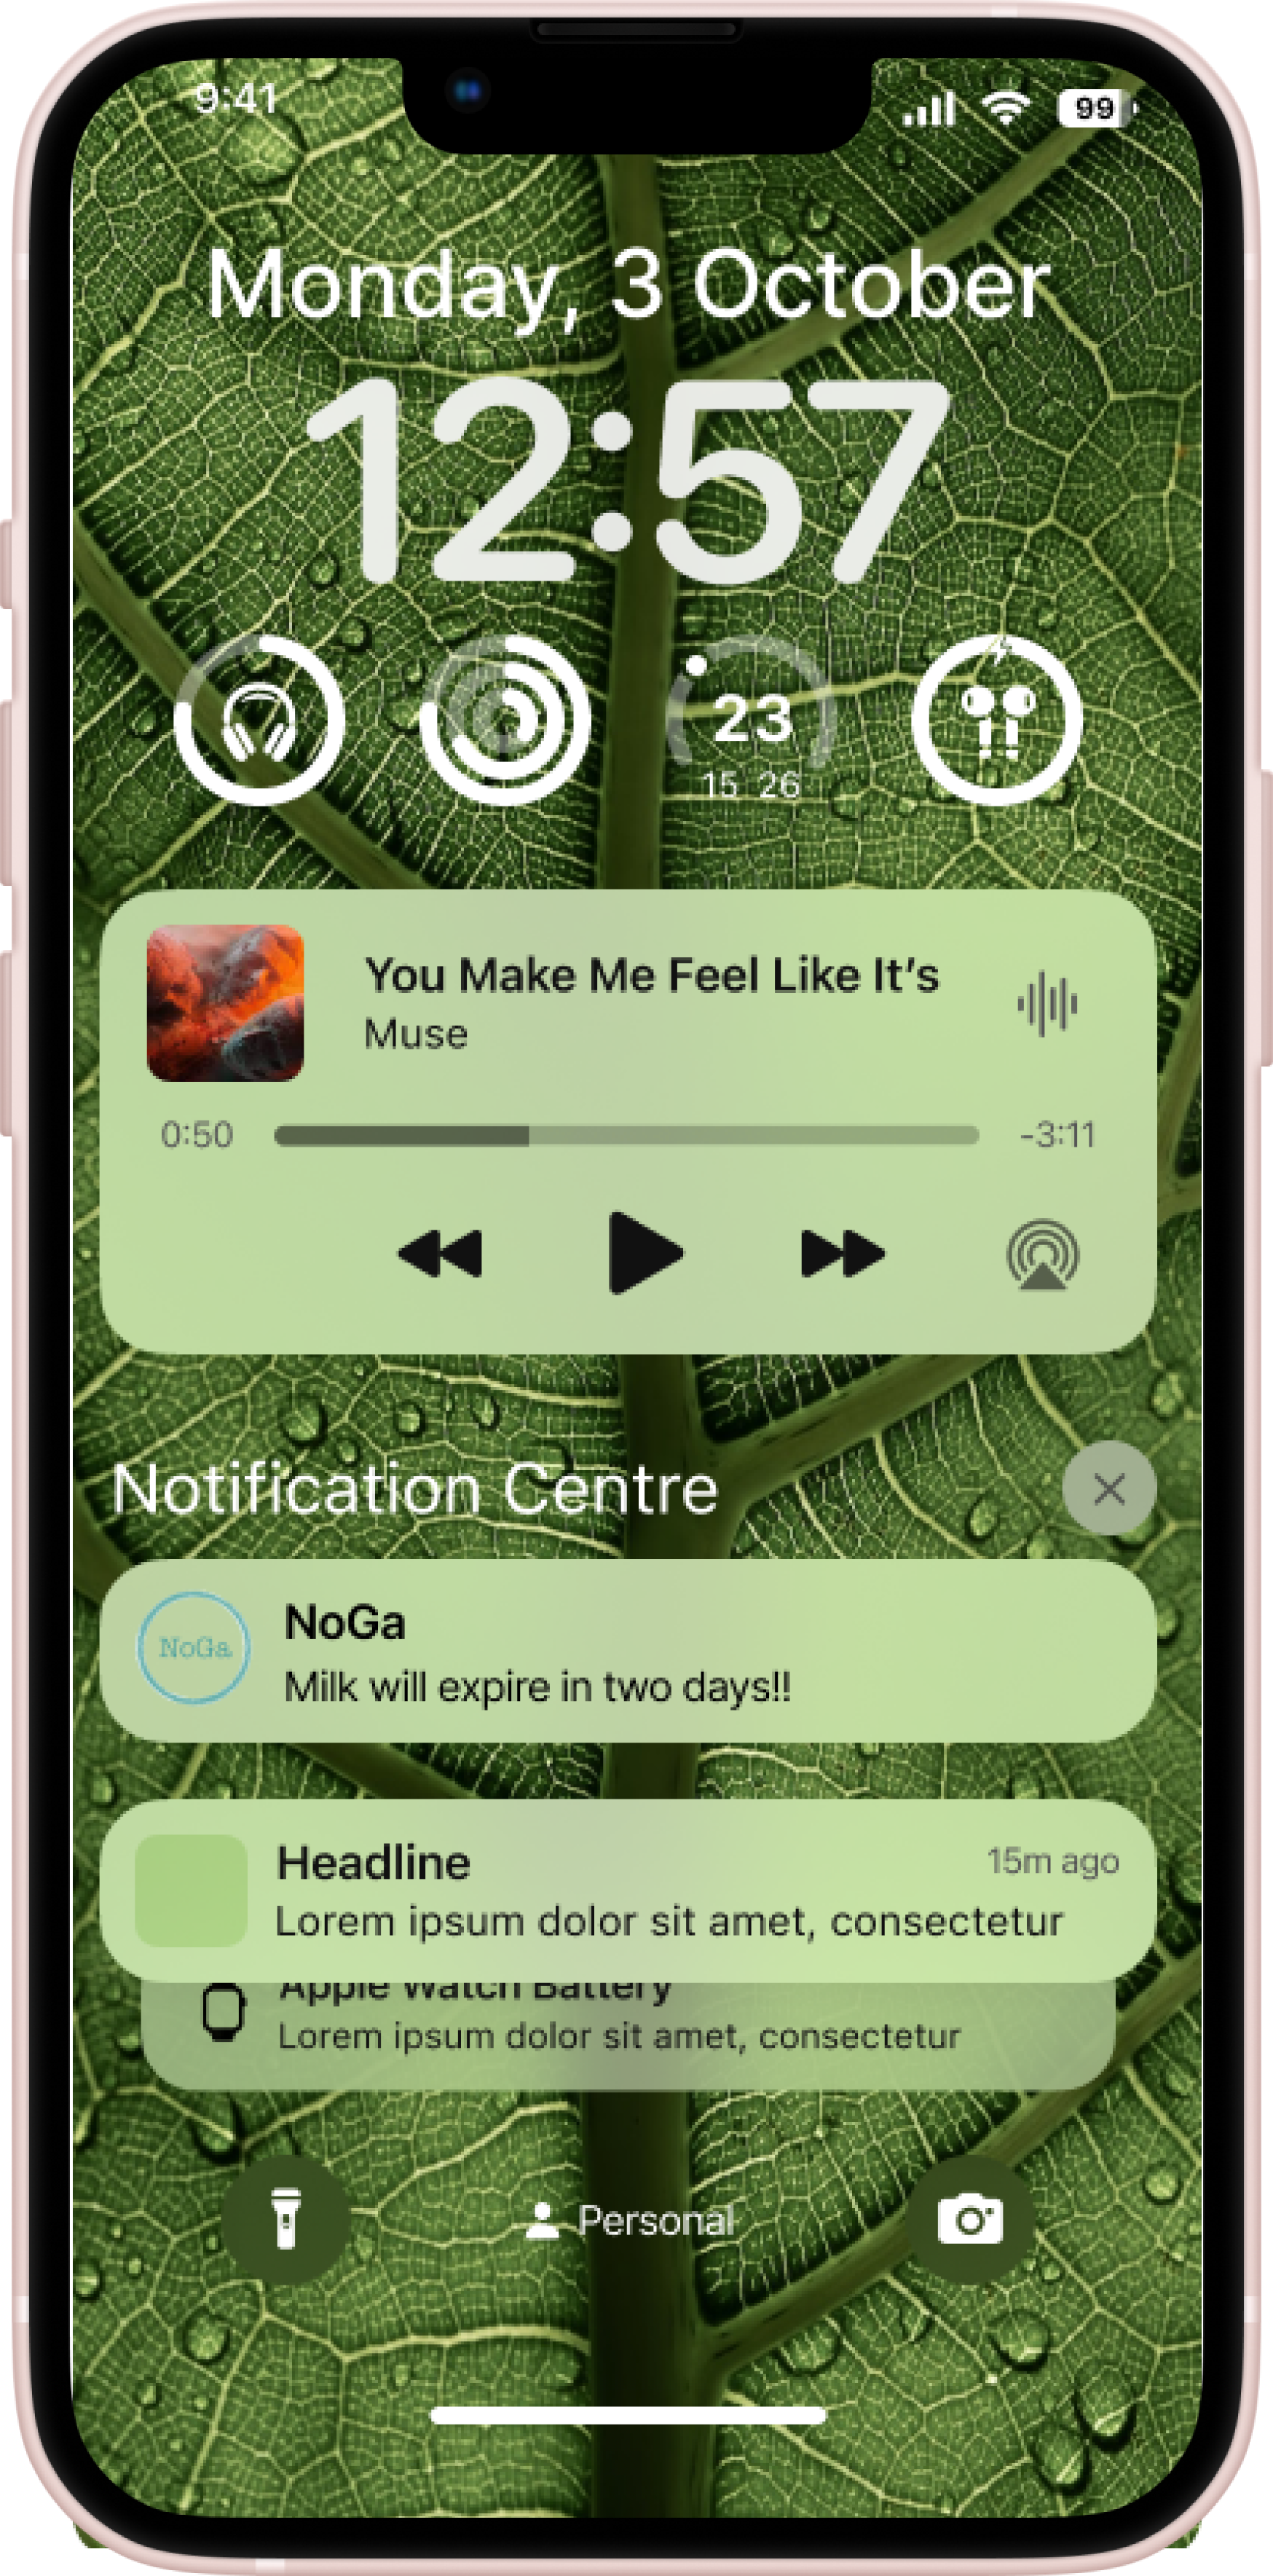 9:41
99
Monday, 3 October
12:57
23
15 26
You Make Me Feel Like It's
Muse
0:50 -3:11
Notification Centre
NoGa
NoGa
Milk will expire in two days!!
Headline 15m ago
Lorem ipsum dolor sit amet, consectetur
Apple Watch Battery
Lorem ipsum dolor sit amet, consectetur
Personal